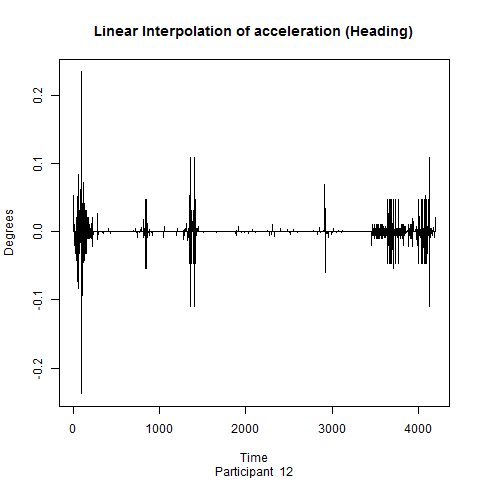 Linear Interpolation of acceleration (Heading)
Degrees
0.2
0.1
0.0
-0.1
-0.2
0 1000 2000 3000 4000
Time
Participant 12